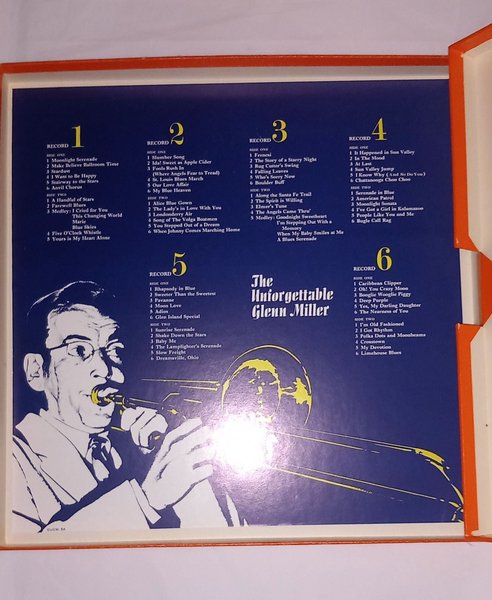 RECORD 1
SIDE ONE
1 Moonlight Serenade
2 Make Believe Ballroom Time
3 Stardust
4 I Want to Be Happy
5 Stairway to the Stars
6 Anvil Chorus
SIDE TWO
1 A Handful of Stars
2 Farewell Blues
3 Medley: I Cried for You
This Changing World
Marie
Blue Skies
4 Five O'Clock Whistle
5 Yours is My Heart Alone
RECORD 2
SIDE ONE
1 Slumber Song
2 Ida! Sweet as Apple Cider
3 Fools Rush In
(Where Angels Fear to Tread)
4 St. Louis Blues March
5 Our Love Affair
6 My Blue Heaven
SIDE TWO
1 Alice Blue Gown
2 The Lady's in Love With You
3 Londonderry Air
4 Song of The Volga Boatmen
5 You Stepped Out of a Dream
6 When Johnny Comes Marching Home
RECORD 3
SIDE ONE
1 Frenesi
2 The Story of a Starry Night
3 Rug Cutter's Swing
4 Falling Leaves
5 Who's Sorry Now
6 Boulder Buff
SIDE TWO
1 Along the Santa Fe Trail
2 The Spirit is Willing
3 Elmer's Tune
4 The Angels Came Thru'
5 Medley: Goodnight Sweetheart
I'm Stepping Out With a
Memory
When My Baby Smiles at Me
A Blues Serenade
RECORD 4
SIDE ONE
1 It Happened in Sun Valley
2 In The Mood
3 At Last
4 Sun Valley Jump
5 I Know Why (And So Do You)
6 Chattanooga Choo Choo
SIDE TWO
1 Serenade in Blue
2 American Patrol
3 Moonlight Sonata
4 I've Got a Girl in Kalamazoo
5 People Like You and Me
6 Bugle Call Rag
RECORD 5
SIDE ONE
1 Rhapsody in Blue
2 Sweeter Than the Sweetest
3 Pavanne
4 Moon Love
5 Adios
6 Glen Island Special
SIDE TWO
1 Sunrise Serenade
2 Shake Down the Stars
3 Baby Me
4 The Lamplighter's Serenade
5 Slow Freight
6 Dreamsville, Ohio
The
Unforgettable
Glenn Miller
RECORD 6
SIDE ONE
1 Caribbean Clipper
2 Oh! You Crazy Moon
3 Boogie Wooglie Piggy
4 Deep Purple
5 Yes, My Darling Daughter
6 The Nearness of You
SIDE TWO
1 I'm Old Fashioned
2 I Got Rhythm
3 Polka Dots and Moonbeams
4 Crosstown
5 My Devotion
6 Limehouse Blues